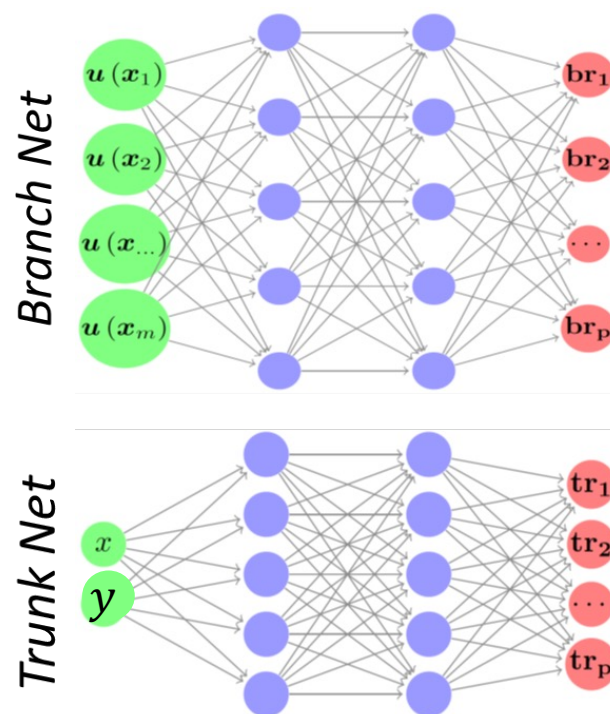 Branch Net
u (x₁)
u (x₂)
u (x...)
u (xₘ)
br₁
br₂
...
brₚ
Trunk Net
x
y
tr₁
tr₂
...
trₚ